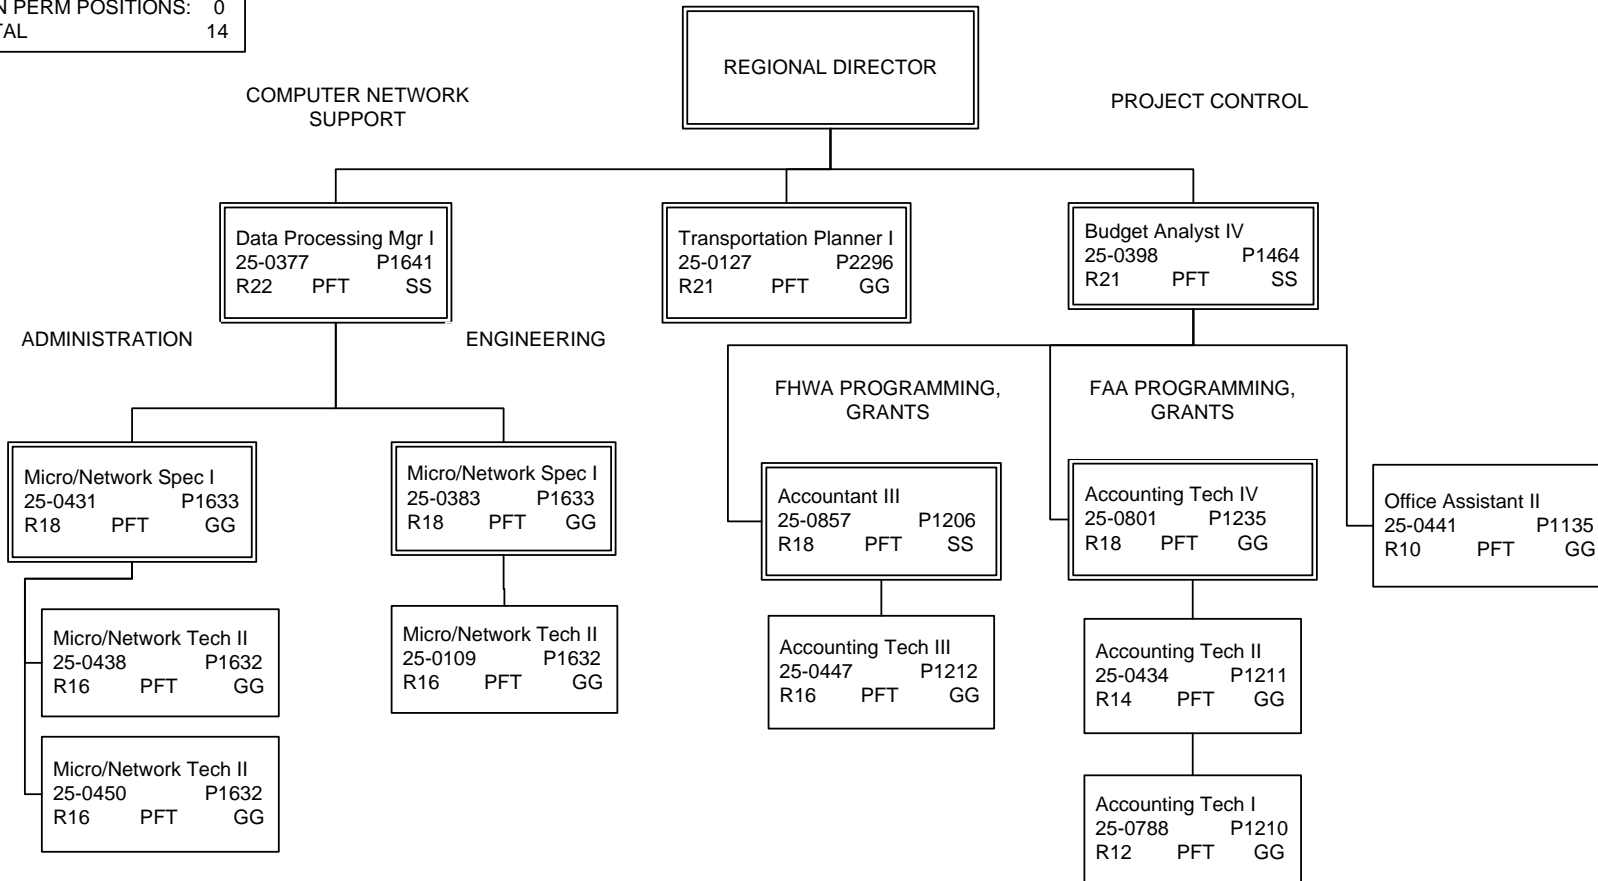 PERM POSITIONS: 0
14
REGIONAL DIRECTOR
COMPUTER NETWORK
SUPPORT
PROJECT CONTROL
Data Processing Mgr I
25-0377 P1641
R22 PFT SS
Transportation Planner I
25-0127 P2296
R21 PFT GG
Budget Analyst IV
25-0398 P1464
R21 PFT SS
ADMINISTRATION
ENGINEERING
FHWA PROGRAMMING,
GRANTS
FAA PROGRAMMING,
GRANTS
Micro/Network Spec I
25-0431 P1633
R18 PFT GG
Micro/Network Spec I
25-0383 P1633
R18 PFT GG
Accountant III
25-0857 P1206
R18 PFT SS
Accounting Tech IV
25-0801 P1235
R18 PFT GG
Office Assistant II
25-0441 P1135
R10 PFT GG
Micro/Network Tech II
25-0438 P1632
R16 PFT GG
Micro/Network Tech II
25-0109 P1632
R16 PFT GG
Accounting Tech III
25-0447 P1212
R16 PFT GG
Accounting Tech II
25-0434 P1211
R14 PFT GG
Micro/Network Tech II
25-0450 P1632
R16 PFT GG
Accounting Tech I
25-0788 P1210
R12 PFT GG